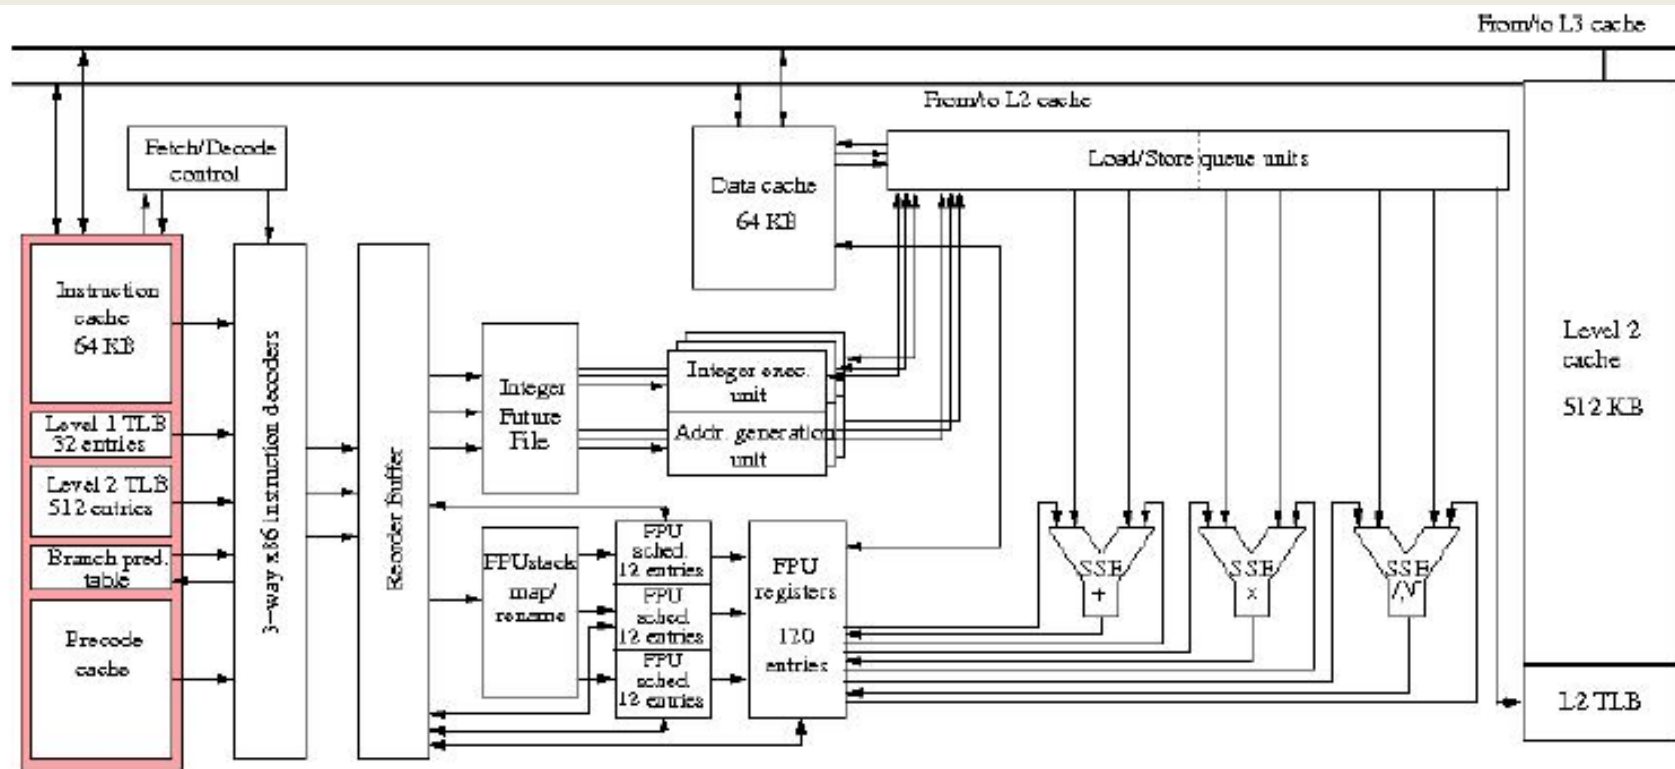 From/to L3 cache
From/to L2 cache
Fetch/Decode
control
Load/Store queue units
Data cache
64 KB
Instruction
cache
64 KB
Level 1 TLB
32 entries
Level 2 TLB
512 entries
Branch pred.
table
Precode
cache
3-way x86 instruction decoders
Reorder Buffer
Integer
Future
File
Integer exec.
unit
Addr. generation
unit
FPUstack
map/
rename
FPU
sched.
12 entries
FPU
sched.
12 entries
FPU
sched.
12 entries
FPU
registers
120
entries
SSE
+
SSE
x
SSE
/√
Level 2
cache
512 KB
L2 TLB